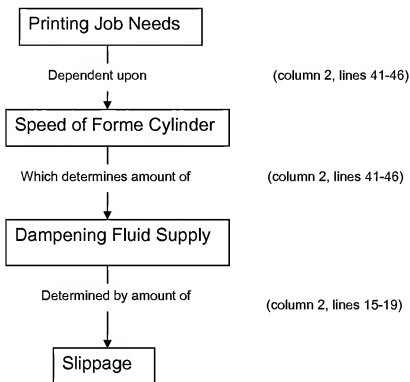 Printing Job Needs
Dependent upon (column 2, lines 41-46)
Speed of Forme Cylinder
Which determines amount of (column 2, lines 41-46)
Dampening Fluid Supply
Determined by amount of (column 2, lines 15-19)
Slippage